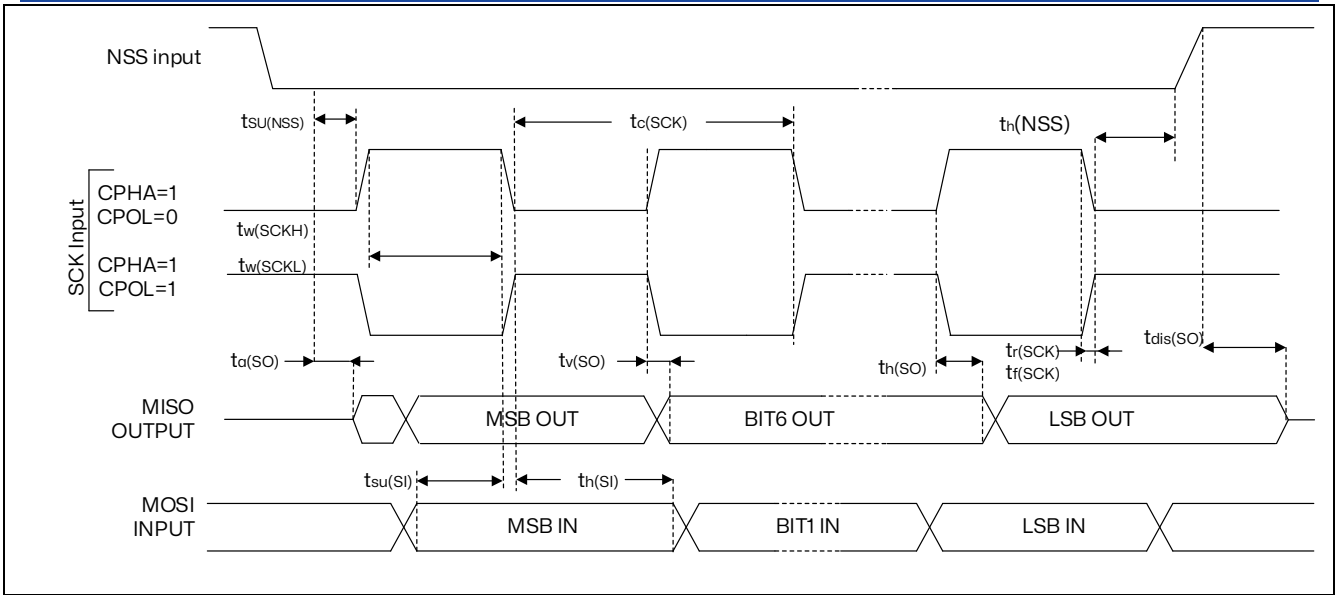 NSS input
tSU(NSS)
tc(SCK)
th(NSS)
SCK Input
CPHA=1
CPOL=0
tw(SCKH)
CPHA=1
CPOL=1
tw(SCKL)
ta(SO)
tv(SO)
th(SO)
tr(SCK)
tf(SCK)
tdis(SO)
MISO
OUTPUT
MSB OUT
BIT6 OUT
LSB OUT
tsu(SI)
th(SI)
MOSI
INPUT
MSB IN
BIT1 IN
LSB IN